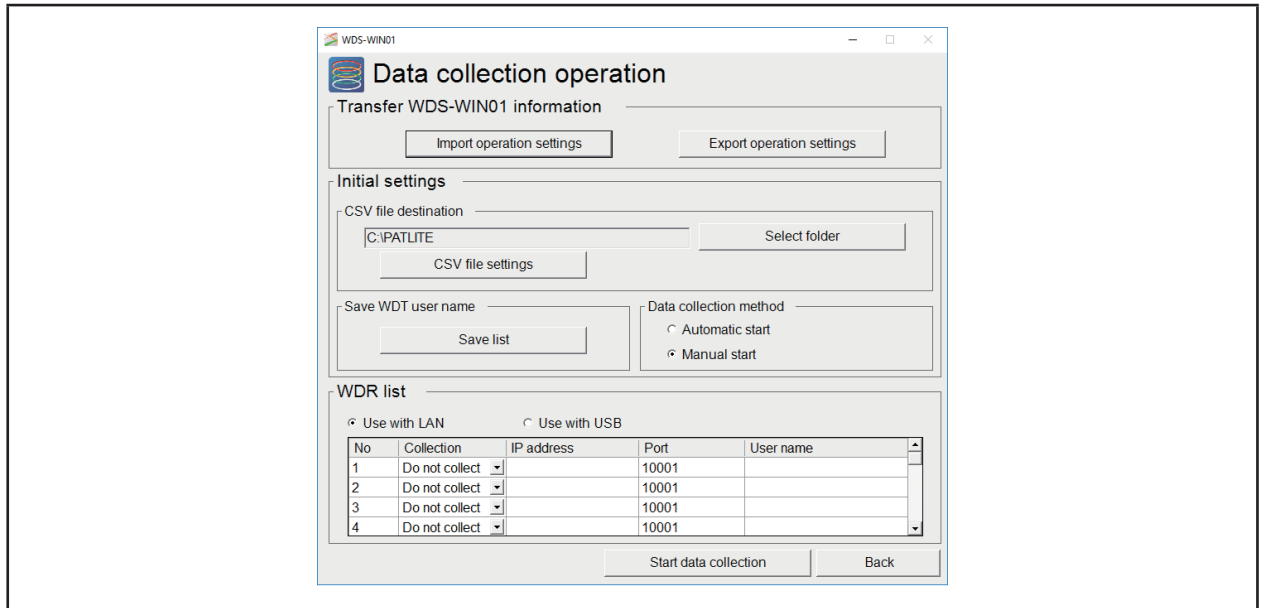 WDS-WIN01
Data collection operation
Transfer WDS-WIN01 information
Import operation settings Export operation settings
Initial settings
CSV file destination
C:\PATLITE Select folder
CSV file settings
Save WDT user name Data collection method
Automatic start
Save list
Manual start
WDR list
Use with LAN Use with USB
No Collection IP address Port User name
1 Do not collect 10001
2 Do not collect 10001
3 Do not collect 10001
4 Do not collect 10001
Start data collection Back